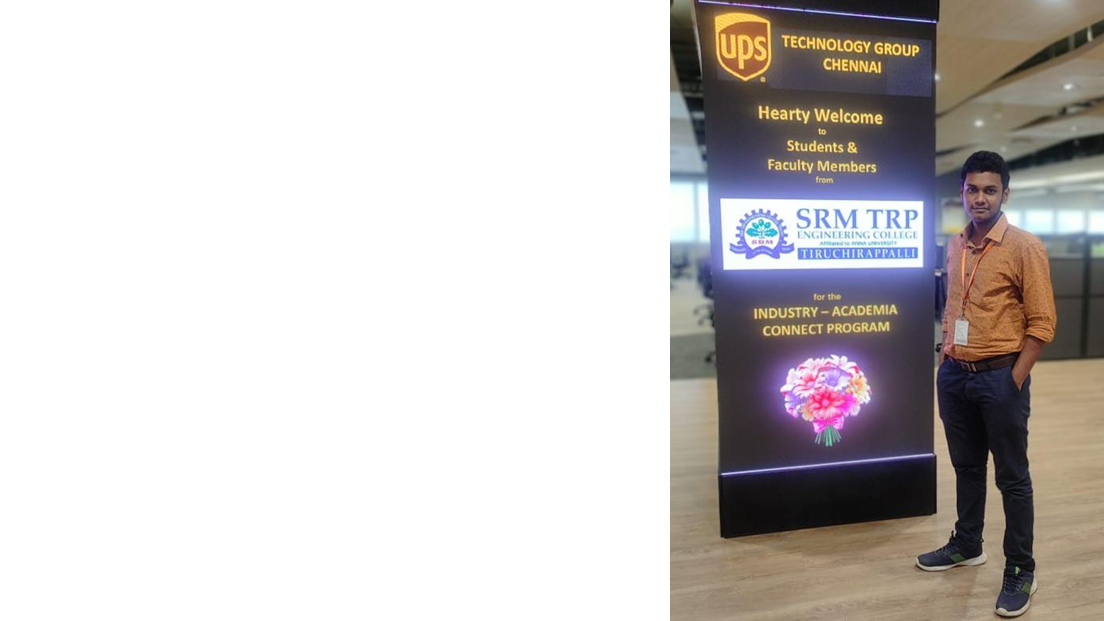 ups
TECHNOLOGY GROUP
CHENNAI
Hearty Welcome
to
Students &
Faculty Members
from
SRM TRP
ENGINEERING COLLEGE
Affiliated to ANNA UNIVERSITY
TIRUCHIRAPPALLI
SRM
for the
INDUSTRY – ACADEMIA
CONNECT PROGRAM